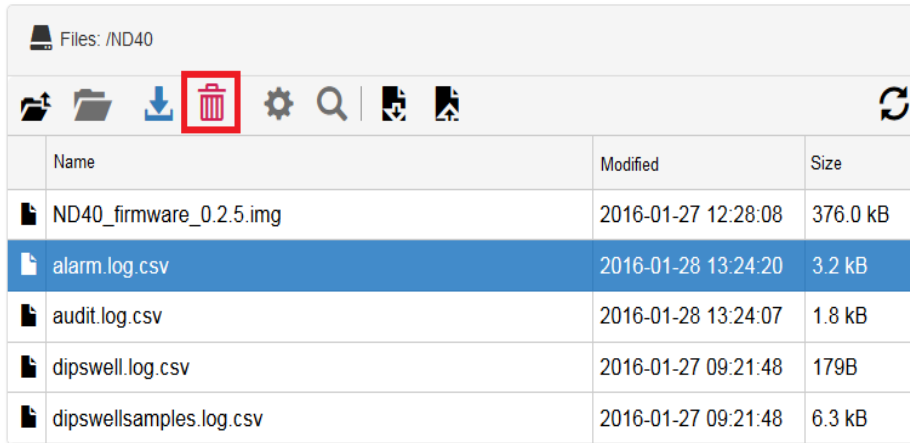 Files: /ND40
Name Modified Size
ND40_firmware_0.2.5.img 2016-01-27 12:28:08 376.0 kB
alarm.log.csv 2016-01-28 13:24:20 3.2 kB
audit.log.csv 2016-01-28 13:24:07 1.8 kB
dipswell.log.csv 2016-01-27 09:21:48 179B
dipswellsamples.log.csv 2016-01-27 09:21:48 6.3 kB